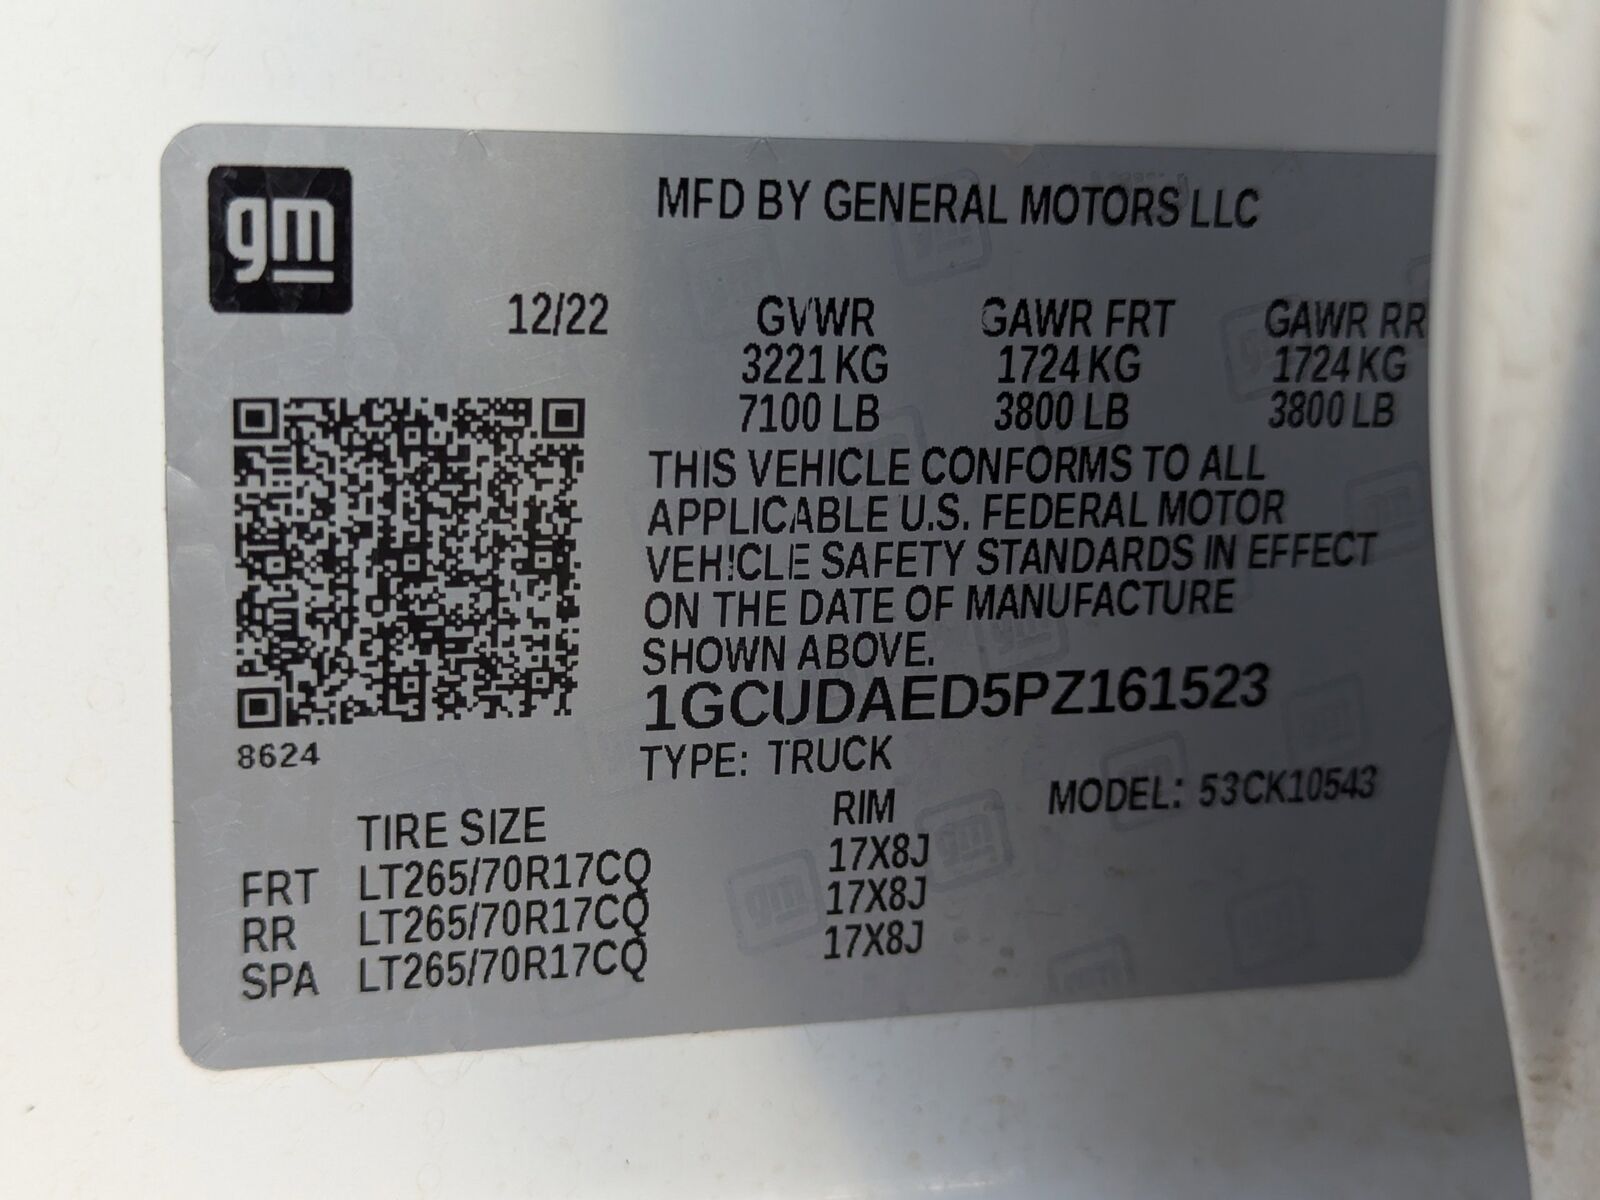 gm
MFD BY GENERAL MOTORS LLC
12/22
GVWR GAWR FRT GAWR RR
3221 KG 1724 KG 1724 KG
7100 LB 3800 LB 3800 LB
THIS VEHICLE CONFORMS TO ALL
APPLICABLE U.S. FEDERAL MOTOR
VEHICLE SAFETY STANDARDS IN EFFECT
ON THE DATE OF MANUFACTURE
SHOWN ABOVE.
1GCUDAED5PZ161523
8624
TYPE: TRUCK
MODEL: 53CK10543
TIRE SIZE RIM
FRT LT265/70R17CQ 17X8J
RR LT265/70R17CQ 17X8J
SPA LT265/70R17CQ 17X8J